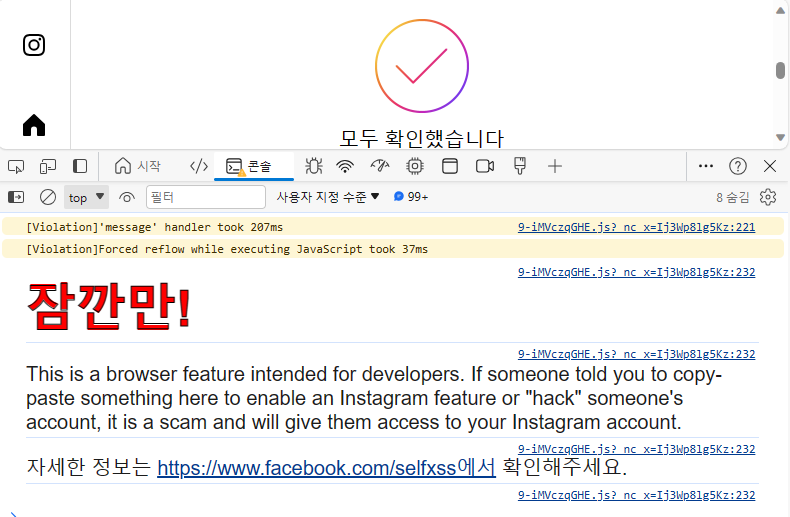 모두 확인했습니다
시작
콘솔
top
필터
사용자 지정 수준
99+
8 숨김
[Violation]'message' handler took 207ms
9-iMVczqGHE.js?_nc_x=Ij3Wp8lg5Kz:221
[Violation]Forced reflow while executing JavaScript took 37ms
9-iMVczqGHE.js?_nc_x=Ij3Wp8lg5Kz:232
잠깐만!
9-iMVczqGHE.js?_nc_x=Ij3Wp8lg5Kz:232
This is a browser feature intended for developers. If someone told you to copy-
paste something here to enable an Instagram feature or "hack" someone's
account, it is a scam and will give them access to your Instagram account.
9-iMVczqGHE.js?_nc_x=Ij3Wp8lg5Kz:232
자세한 정보는 https://www.facebook.com/selfxss에서 확인해주세요.
9-iMVczqGHE.js?_nc_x=Ij3Wp8lg5Kz:232